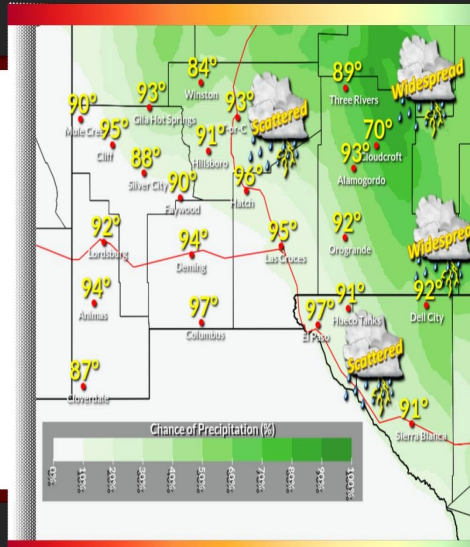 84°
Winston
89°
Three Rivers
Widespread
90°
Mule Creek
93°
Gila Hot Springs
93°
T-or-C
Scattered
95°
Cliff
91°
Hillsboro
70°
Cloudcroft
88°
Silver City
93°
Alamogordo
90°
Faywood
96°
Hatch
92°
Lordsburg
94°
Deming
95°
Las Cruces
92°
Orogrande
Widespread
94°
Animas
97°
Columbus
97°
El Paso
91°
Hueco Tanks
92°
Dell City
87°
Cloverdale
Scattered
91°
Sierra Blanca
Chance of Precipitation (%)
0% 10% 20% 30% 40% 50% 60% 70% 80% 90% 100%